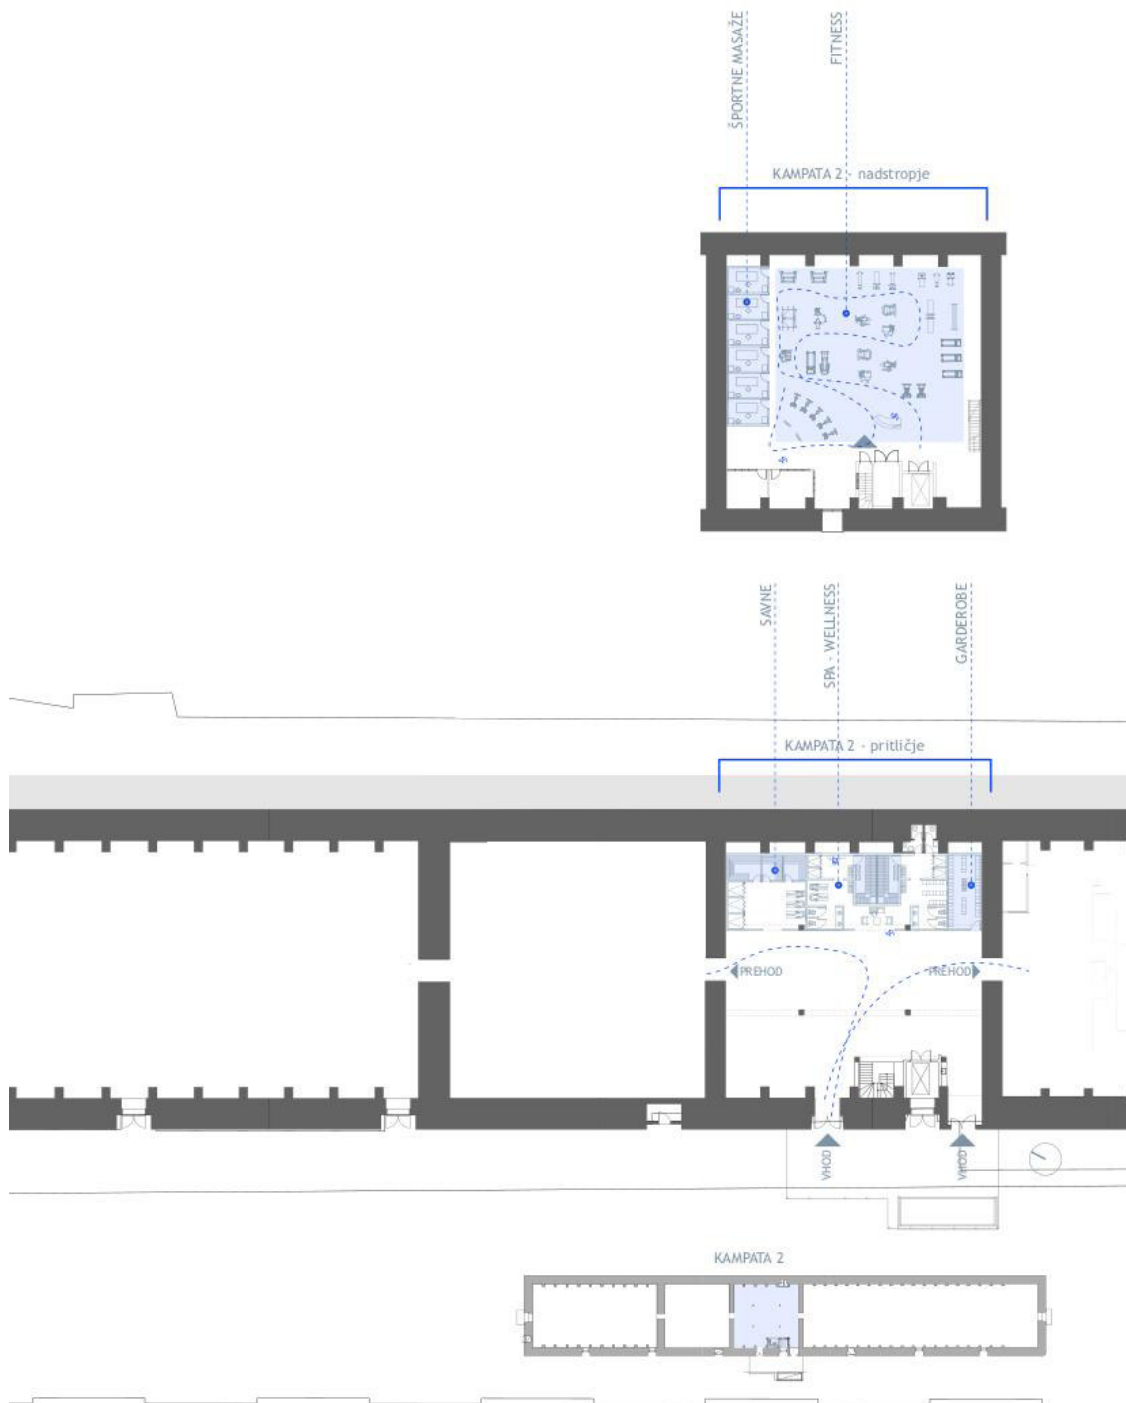 ŠPORTNE MASAŽE
FITNESS
KAMPATA 2 - nadstropje
SAVNE
SPA - WELLNESS
GARDEROBE
KAMPATA 2 - pritličje
PREHOD
PREHOD
VHOD
VHOD
KAMPATA 2